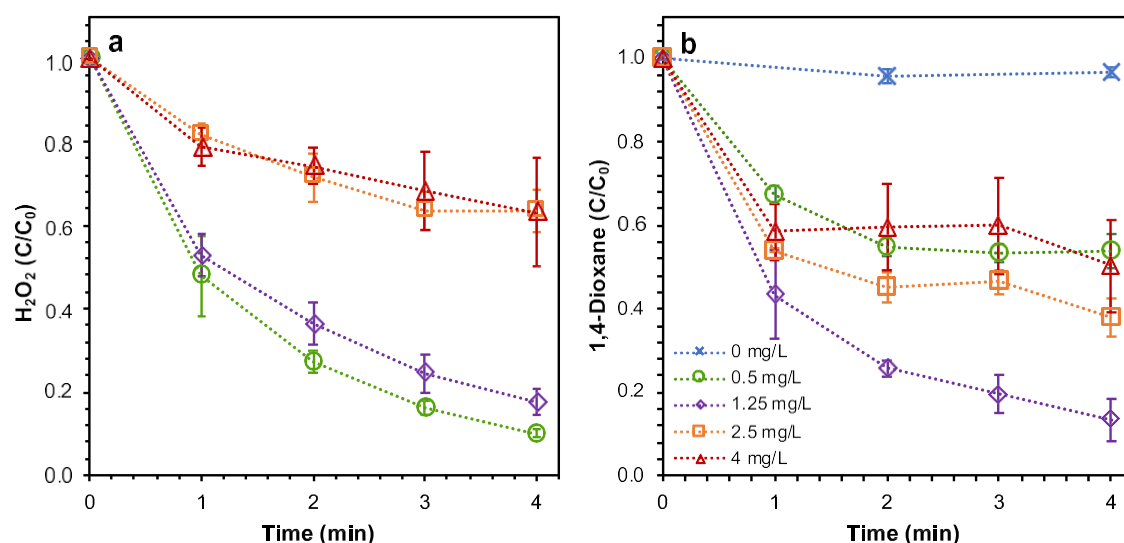 a
1.0
0.8
0.6
0.4
0.2
0.0
H₂O₂ (C/C₀)
0 1 2 3 4
Time (min)
b
1.0
0.8
0.6
0.4
0.2
0.0
1,4-Dioxane (C/C₀)
0 mg/L
0.5 mg/L
1.25 mg/L
2.5 mg/L
4 mg/L
0 1 2 3 4
Time (min)